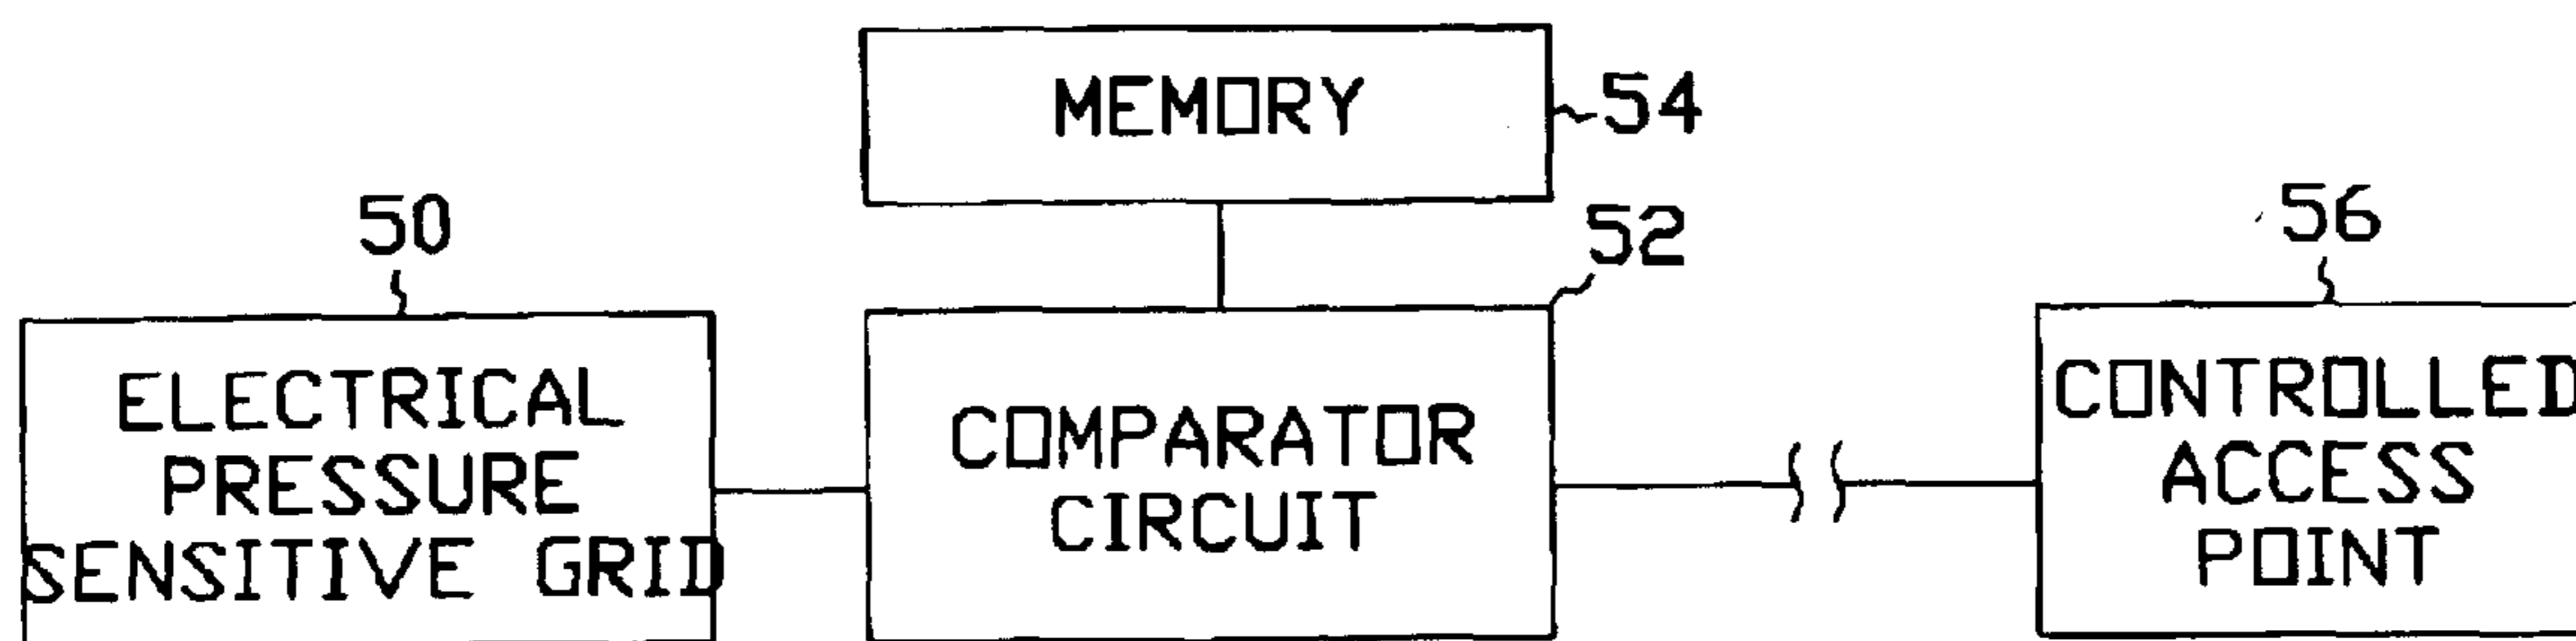 MEMORY
54
50
52
56
ELECTRICAL
PRESSURE
SENSITIVE GRID
COMPARATOR
CIRCUIT
CONTROLLED
ACCESS
POINT